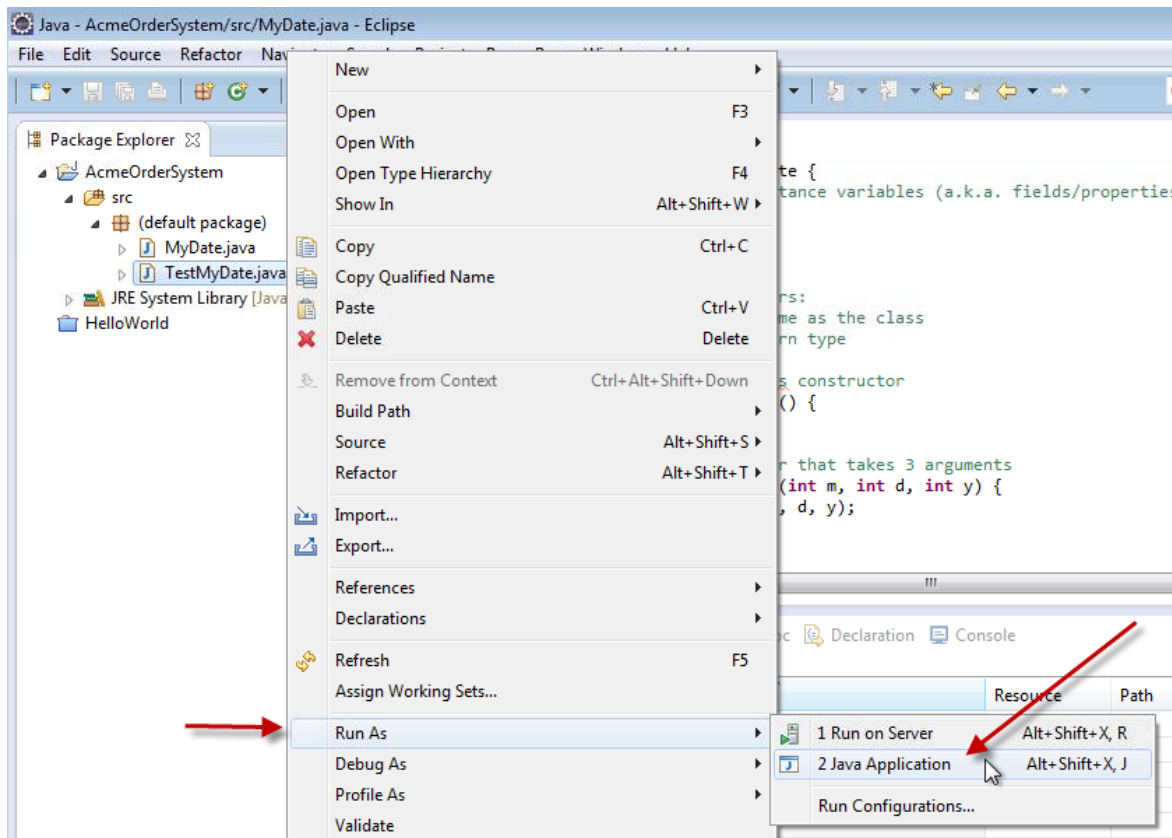 Java - AcmeOrderSystem/src/MyDate.java - Eclipse
File Edit Source Refactor
Package Explorer
AcmeOrderSystem
src
(default package)
MyDate.java
TestMyDate.java
JRE System Library [Java
HelloWorld
New
Open F3
Open With
Open Type Hierarchy F4
Show In Alt+Shift+W
Copy Ctrl+C
Copy Qualified Name
Paste Ctrl+V
Delete Delete
Remove from Context Ctrl+Alt+Shift+Down
Build Path
Source Alt+Shift+S
Refactor Alt+Shift+T
Import...
Export...
References
Declarations
Refresh F5
Assign Working Sets...
Run As
Debug As
Profile As
Validate
te {
tance variables (a.k.a. fields/properties
rs:
me as the class
rn type
s constructor
() {
r that takes 3 arguments
(int m, int d, int y) {
, d, y);
Declaration Console
Resource Path
1 Run on Server Alt+Shift+X, R
2 Java Application Alt+Shift+X, J
Run Configurations...